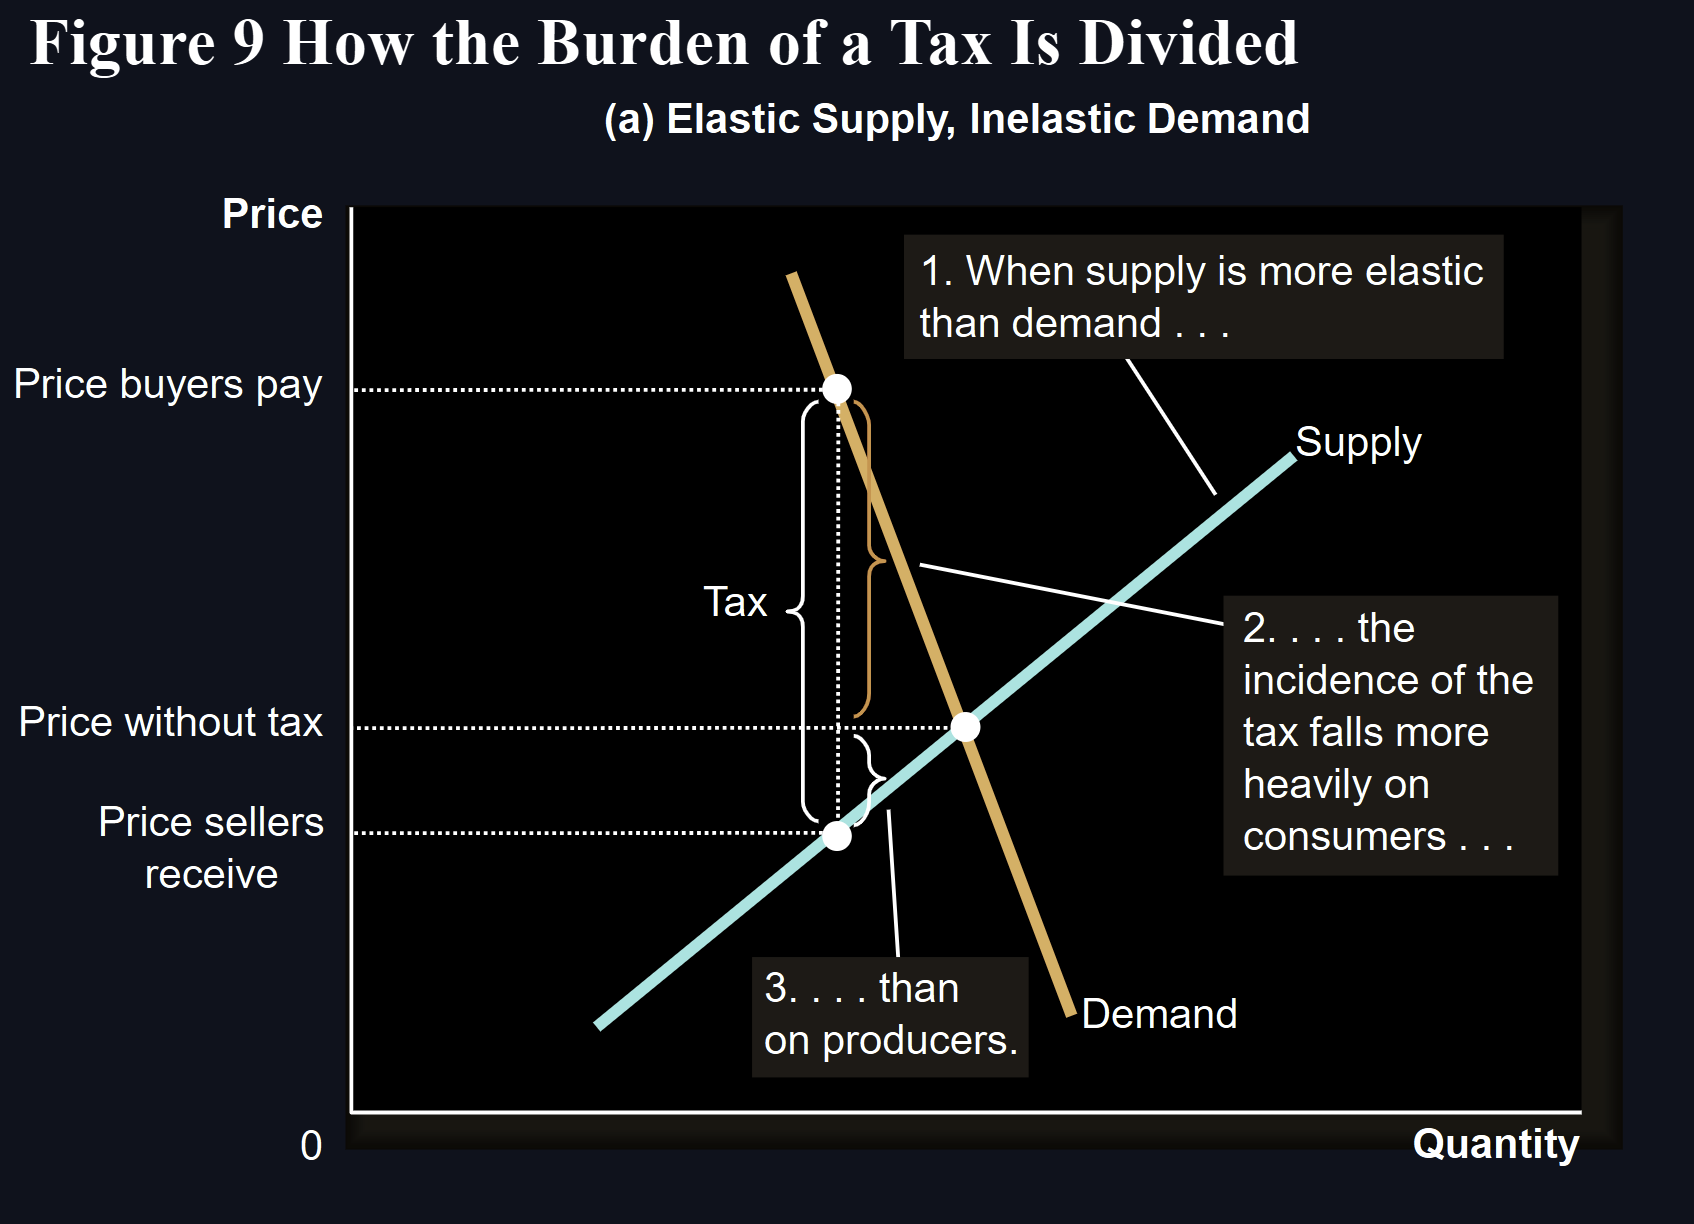 Figure 9 How the Burden of a Tax Is Divided
(a) Elastic Supply, Inelastic Demand
Price
1. When supply is more elastic
than demand . . .
Price buyers pay
Supply
Tax
2. . . . the
incidence of the
tax falls more
heavily on
consumers . . .
Price without tax
Price sellers
receive
3. . . . than
on producers.
Demand
0
Quantity